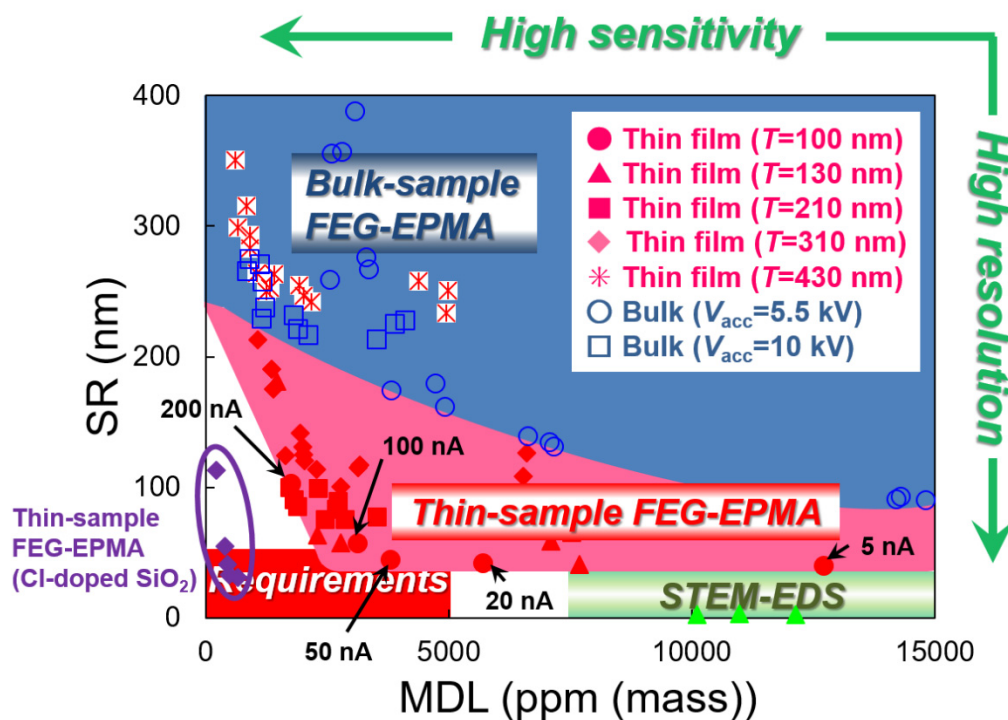 High sensitivity
High resolution
400
300
200
100
0
SR (nm)
Bulk-sample
FEG-EPMA
Thin film (T=100 nm)
Thin film (T=130 nm)
Thin film (T=210 nm)
Thin film (T=310 nm)
Thin film (T=430 nm)
Bulk (Vacc=5.5 kV)
Bulk (Vacc=10 kV)
200 nA
100 nA
Thin-sample FEG-EPMA
Thin-sample
FEG-EPMA
(Cl-doped SiO2)
5 nA
Requirements
20 nA
STEM-EDS
50 nA
0
5000
10000
15000
MDL (ppm (mass))